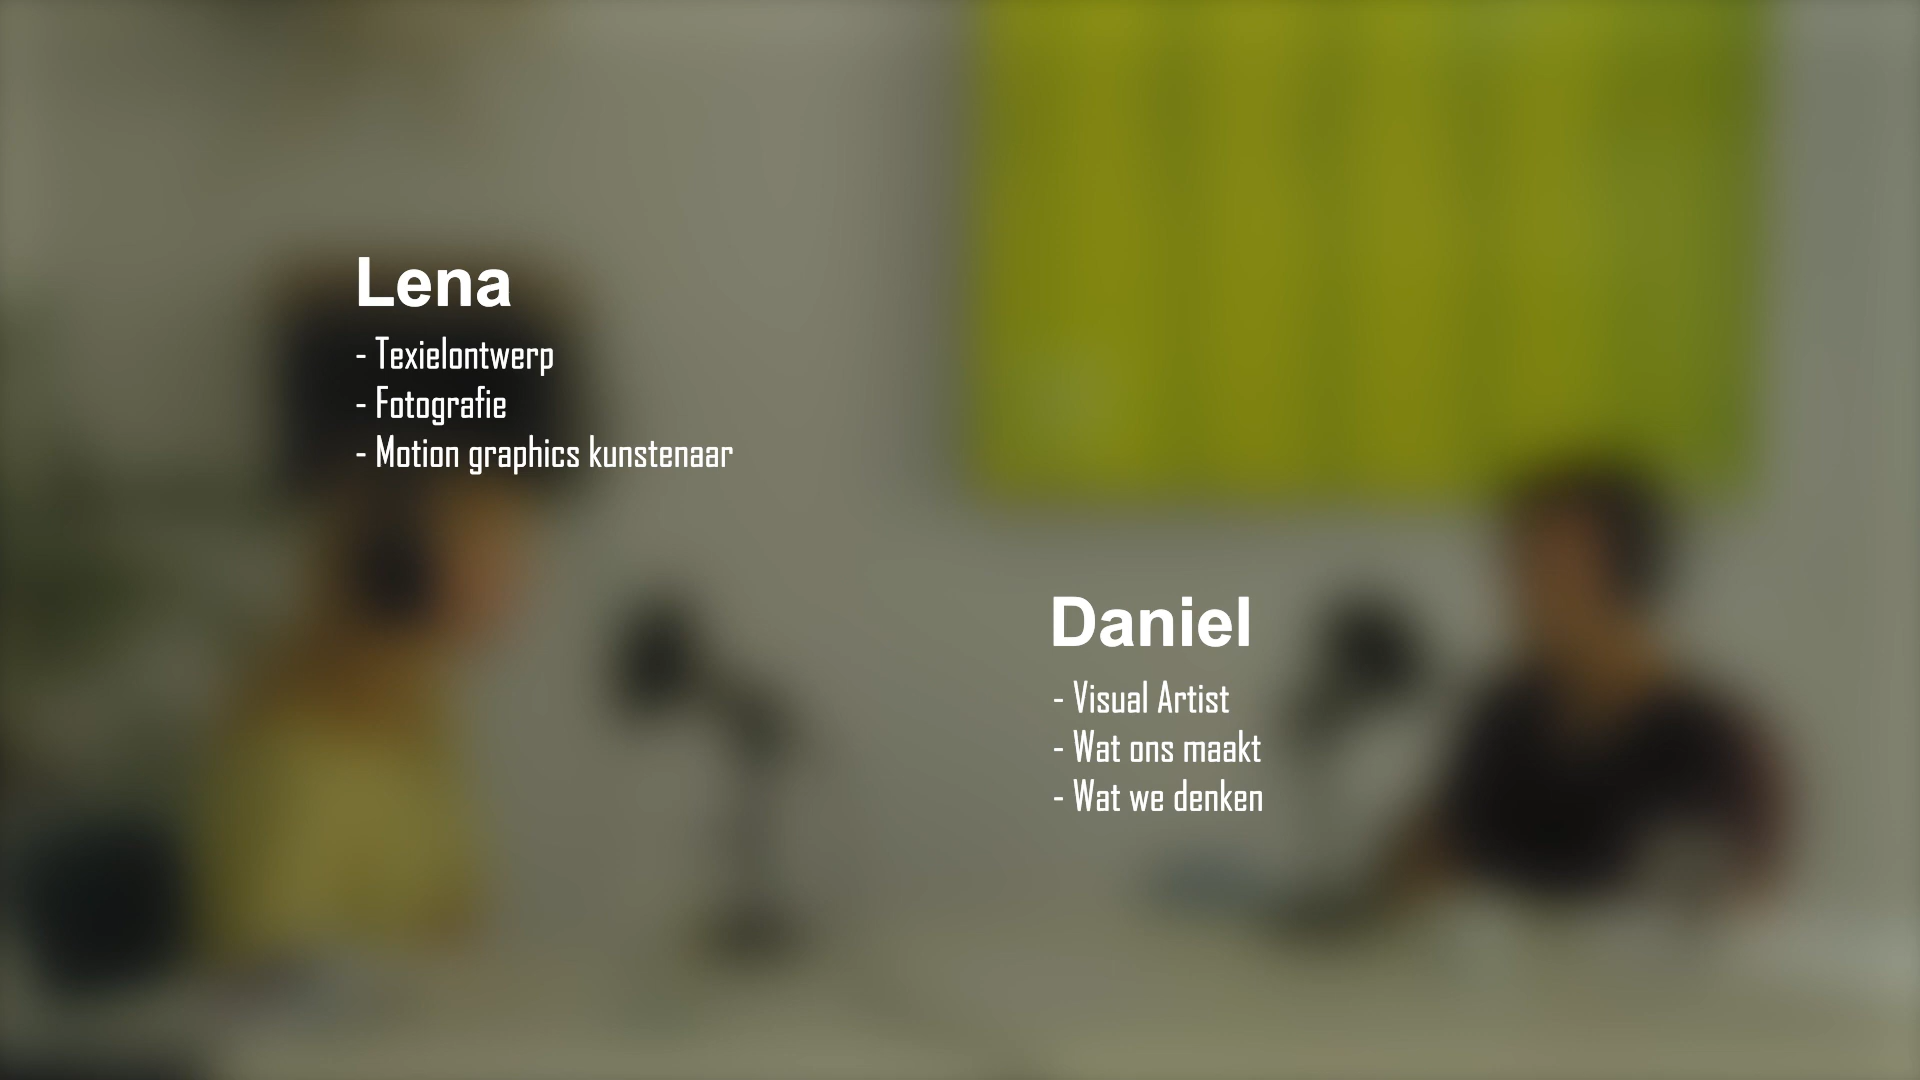 Lena
- Texielontwerp
- Fotografie
- Motion graphics kunstenaar
Daniel
- Visual Artist
- Wat ons maakt
- Wat we denken